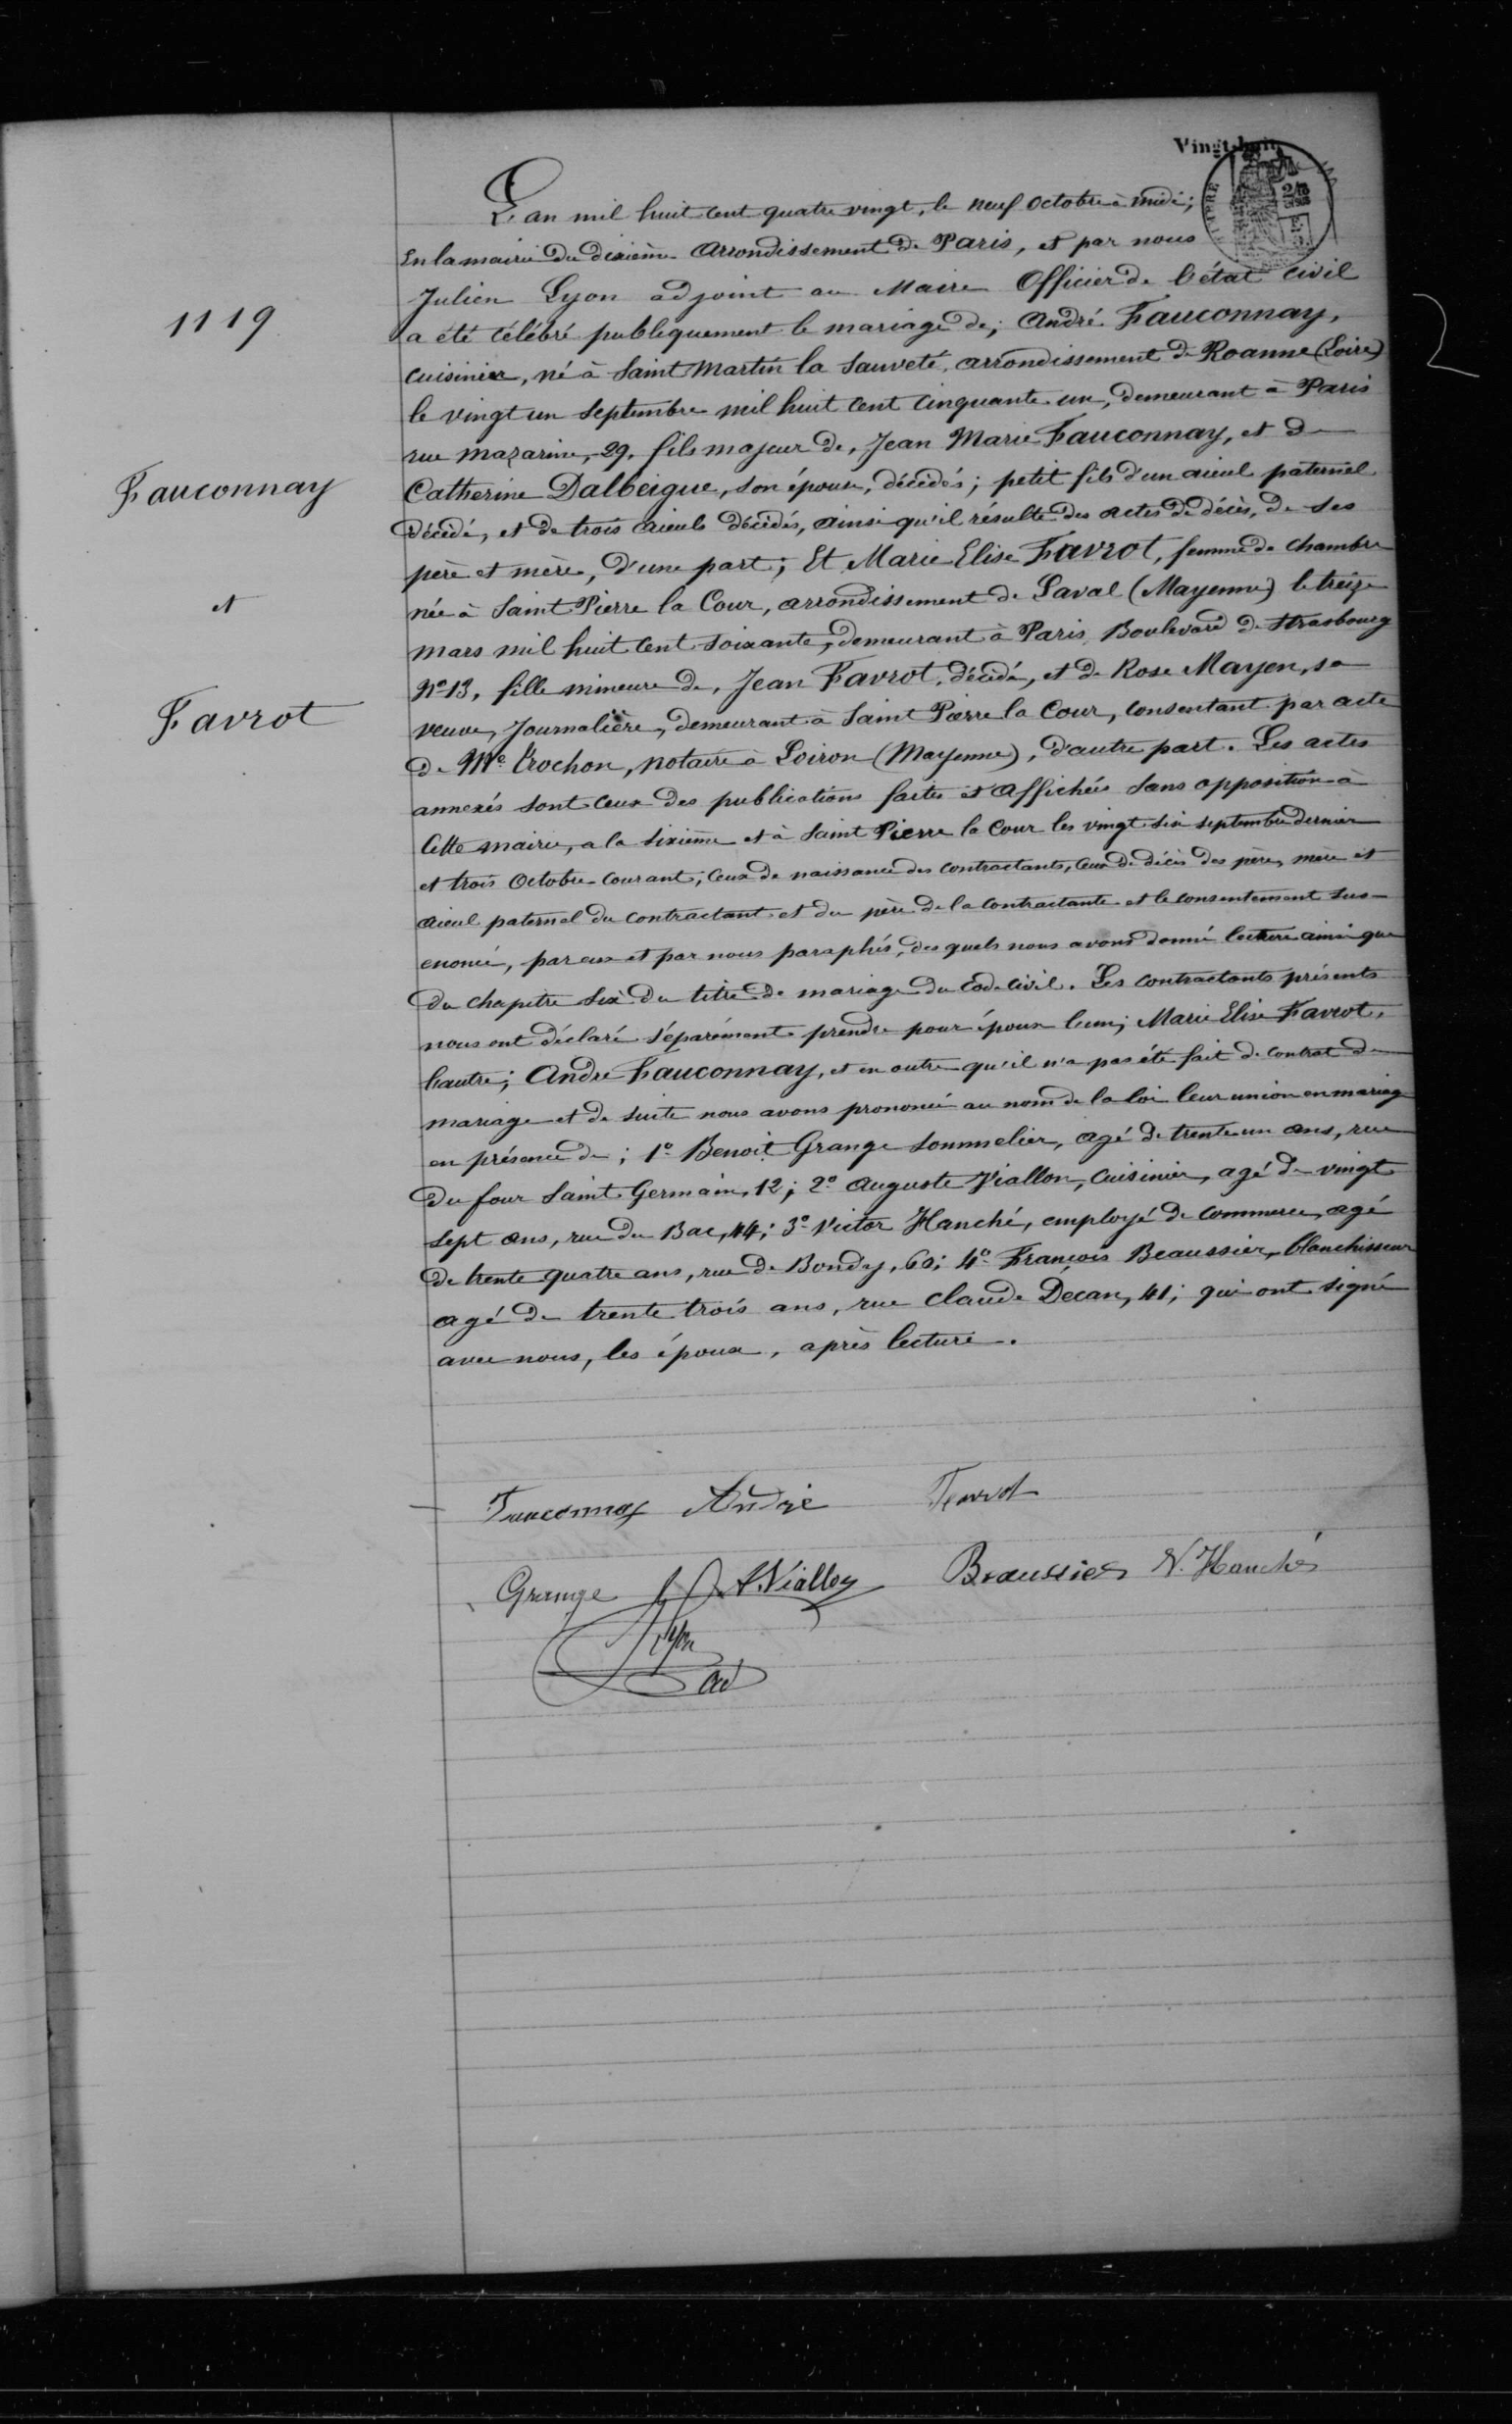 Vingt-huit
L'an mil huit cent quatre vingt, le neuf Octobre à midi;
En la mairie du dixième Arrondissement de Paris, et par nous
Julien Lyon adjoint au Maire Officier de l'état civil
1119
a été célébré publiquement le mariage de; André Fauconnay,
cuisinier, né à Saint Martin la Sauveté, arrondissement de Roanne (Loire)
le vingt un Septembre mil huit cent cinquante un, demeurant à Paris
rue mazarine, 29, fils majeur de, Jean Marie Fauconnay, et de
Fauconnay
Catherine Dalbeigue, son épouse, décédés; petit fils d'un aïeul paternel
décédé, et de trois aïeuls décédés, ainsi qu'il résulte des actes de décès, de ses
père et mère, d'une part; Et Marie Elise Favrot, femme de chambre
et
née à Saint Pierre la Cour, arrondissement de Laval (Mayenne) le treize
mars mil huit cent soixante, demeurant à Paris, Boulevard de Strasbourg
Nº 13, fille mineure de, Jean Favrot, décédé, et de Rose Mayen, sa
Favrot
veuve, Journalière, demeurant à Saint Pierre la Cour, consentant par acte
de Me Trochon, notaire à Loiron (Mayenne), d'autre part. Les actes
annexés sont ceux des publications faites et affichées sans opposition à
Cette mairie, a la sixième et à Saint Pierre la Cour les vingt six septembre dernier
et trois Octobre courant; ceux de naissance des contractants, ceux de décès des père, mère et
aïeul paternel du contractant et du père de la contractante et le consentement sus-
enoncé, par eux et par nous paraphés, des quels nous avons donné lecture ainsi que
du chapitre six du titre de mariage du Code civil. Les contractants présents
nous ont déclaré séparément prendre pour époux l'un; Marie Elise Favrot,
l'autre; André Fauconnay, et en outre qu'il n'a pas été fait de contrat de
mariage et de suite nous avons prononcé au nom de la loi leur union en mariage
en présence de; 1º Benoit Grange sommelier, agé de trente un ans, rue
du four Saint Germain, 12; 2º Auguste Viallon, cuisinier, agé de vingt
sept ans, rue du Bac, 44; 3º Victor Hanché, employé de commerce, agé
de trente quatre ans, rue de Bondy, 60; 4º François Beaussier, blanchisseur
agé de trente trois ans, rue Claude Decan, 41; qui ont signé
avec nous, les époux, après lecture.
Fauconnay André Favrot
Grange A. Viallon Beaussier V. Hanché
Lyon
ad